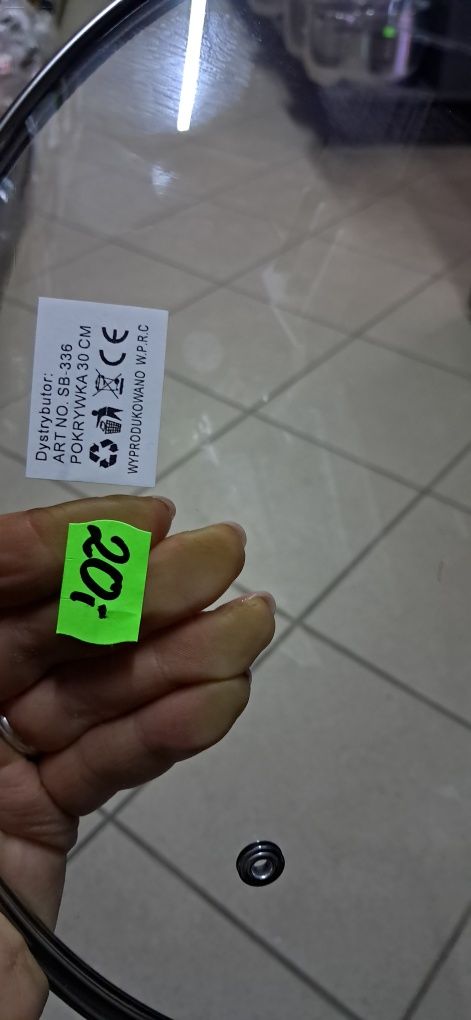 Dystrybutor:
ART NO. SB-336
POKRYWKA 30 CM
CE
WYPRODUKOWANO W.P.R.C
20,-